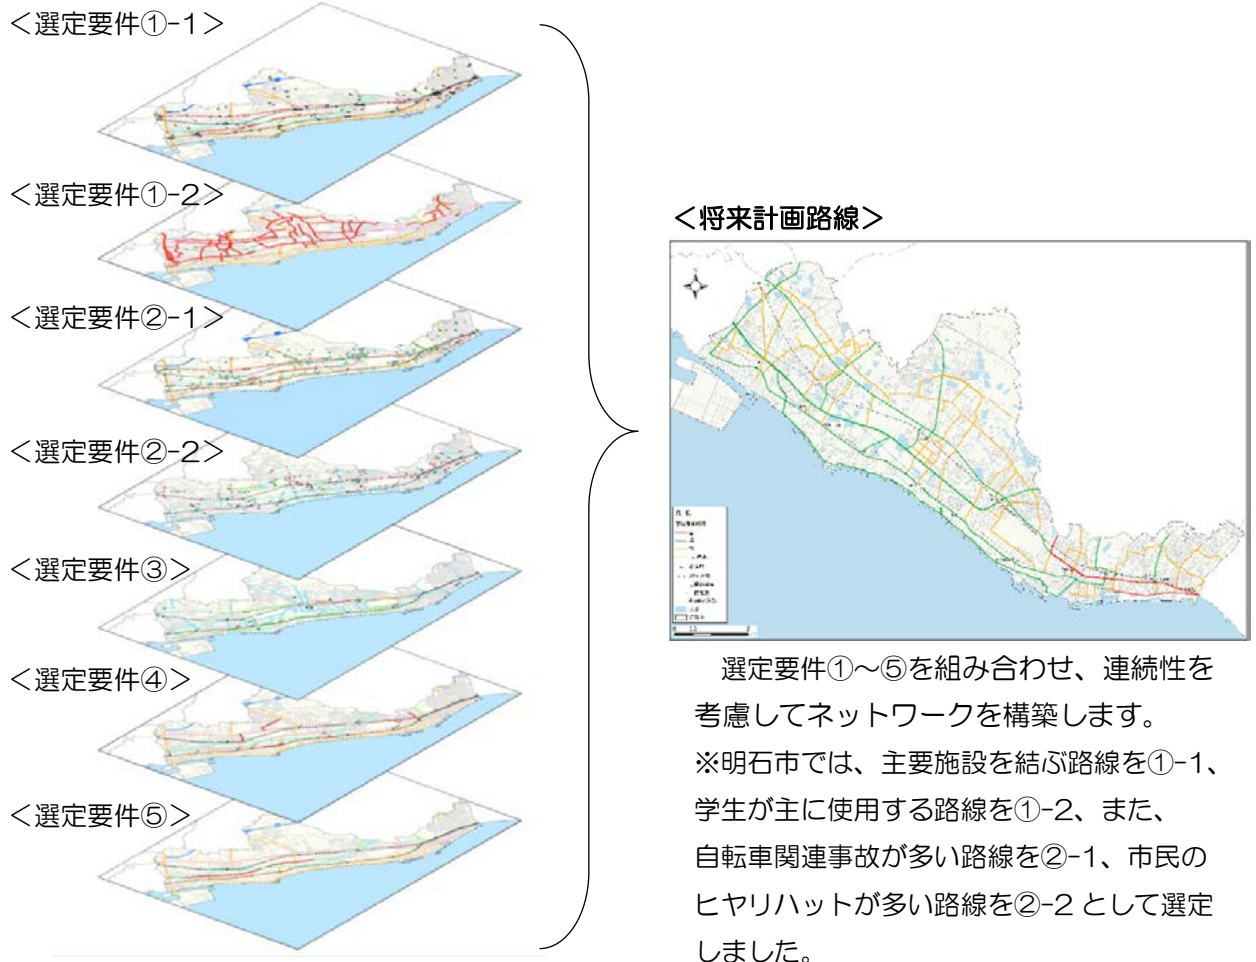 ＜選定要件①-1＞
＜選定要件①-2＞
＜選定要件②-1＞
＜選定要件②-2＞
＜選定要件③＞
＜選定要件④＞
＜選定要件⑤＞
＜将来計画路線＞
選定要件①～⑤を組み合わせ、連続性を
考慮してネットワークを構築します。
※明石市では、主要施設を結ぶ路線を①-1、
学生が主に使用する路線を①-2、また、
自転車関連事故が多い路線を②-1、市民の
ヒヤリハットが多い路線を②-2 として選定
しました。